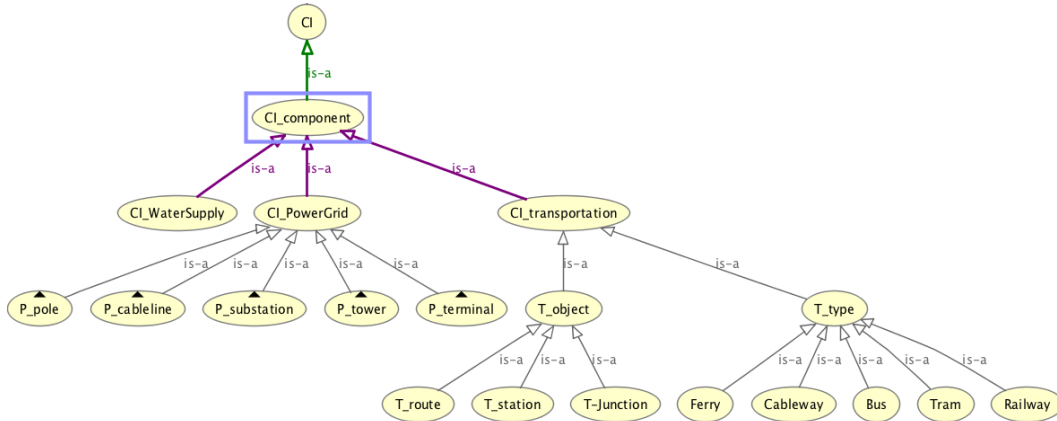 CI
is-a
CI_component
is-a is-a is-a
CI_WaterSupply CI_PowerGrid CI_transportation
is-a is-a is-a is-a is-a is-a is-a
P_pole P_cableline P_substation P_tower P_terminal T_object T_type
is-a is-a is-a is-a is-a is-a is-a is-a
T_route T_station T-Junction Ferry Cableway Bus Tram Railway